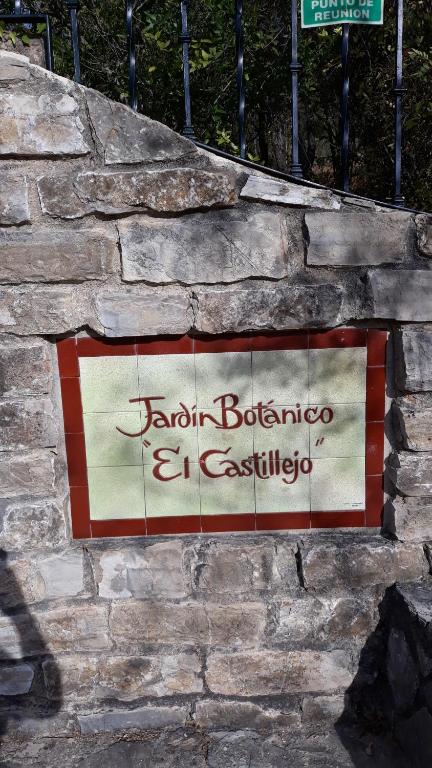 PUNTO DE
REUNION
Jardín Botánico
"El Castillejo"